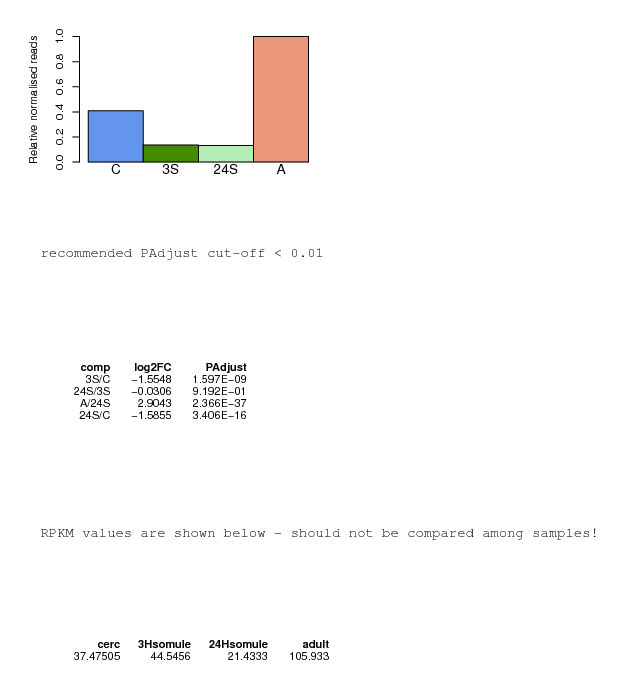 Relative normalised reads
1.0
0.8
0.6
0.4
0.2
0.0
C 3S 24S A
recommended PAdjust cut-off < 0.01
comp log2FC PAdjust
3S/C −1.5548 1.597E−09
24S/3S −0.0306 9.192E−01
A/24S 2.9043 2.366E−37
24S/C −1.5855 3.406E−16
RPKM values are shown below - should not be compared among samples!
cerc 3Hsomule 24Hsomule adult
37.47505 44.5456 21.4333 105.933